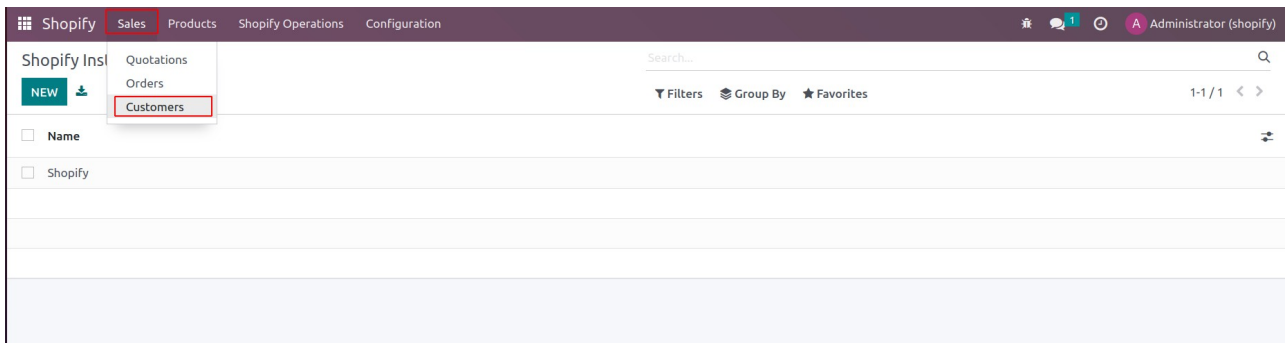 Shopify Sales Products Shopify Operations Configuration 1 A Administrator (shopify)
Shopify Inst
Search...
Quotations
Orders
Customers
NEW
Filters Group By Favorites 1-1 / 1
Name
Shopify